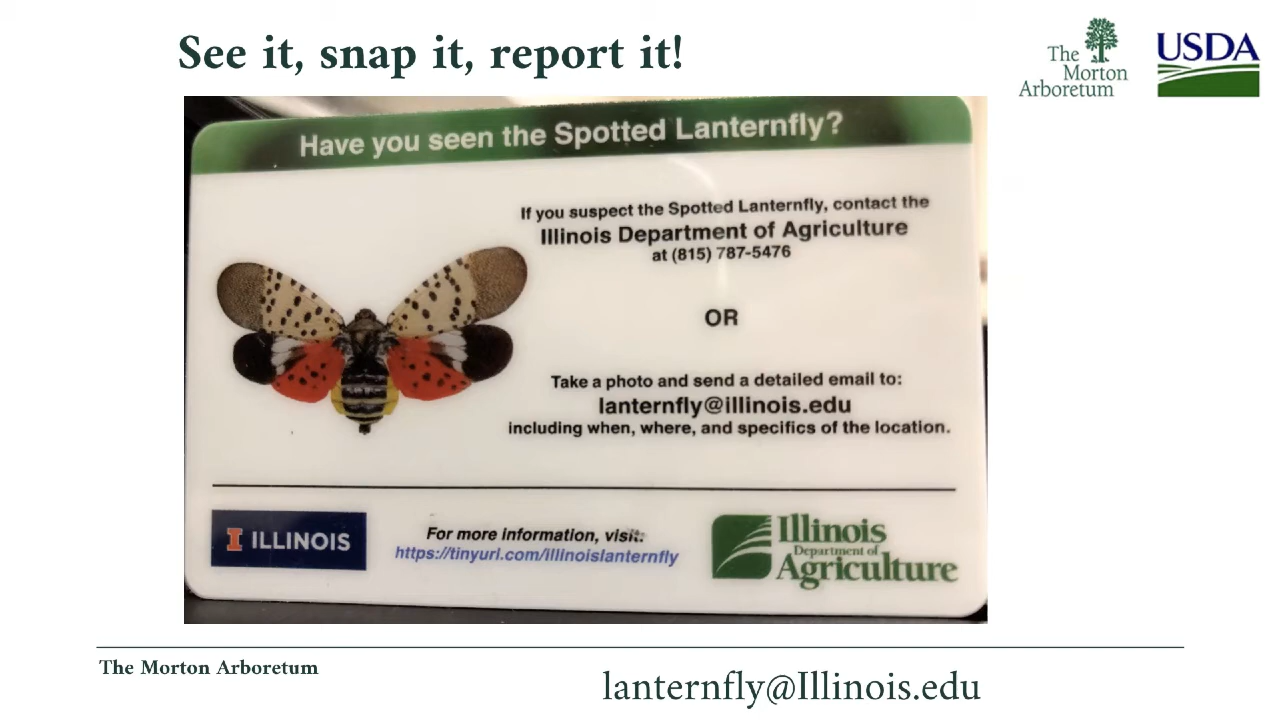 See it, snap it, report it!
The
Morton
Arboretum
USDA
Have you seen the Spotted Lanternfly?
If you suspect the Spotted Lanternfly, contact the
Illinois Department of Agriculture
at (815) 787-5476
OR
Take a photo and send a detailed email to:
lanternfly@illinois.edu
including when, where, and specifics of the location.
I ILLINOIS
For more information, visit:
https://tinyurl.com/illinoislanternfly
Illinois
Department of
Agriculture
The Morton Arboretum
lanternfly@Illinois.edu